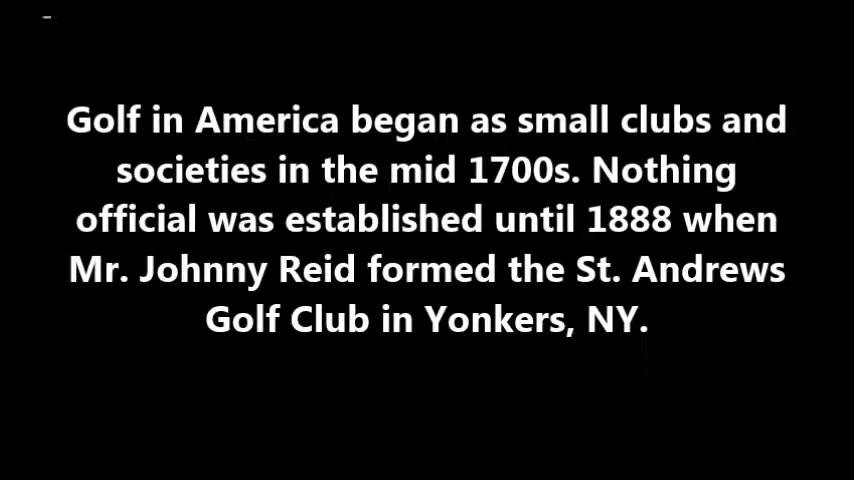 Golf in America began as small clubs and
societies in the mid 1700s. Nothing
official was established until 1888 when
Mr. Johnny Reid formed the St. Andrews
Golf Club in Yonkers, NY.